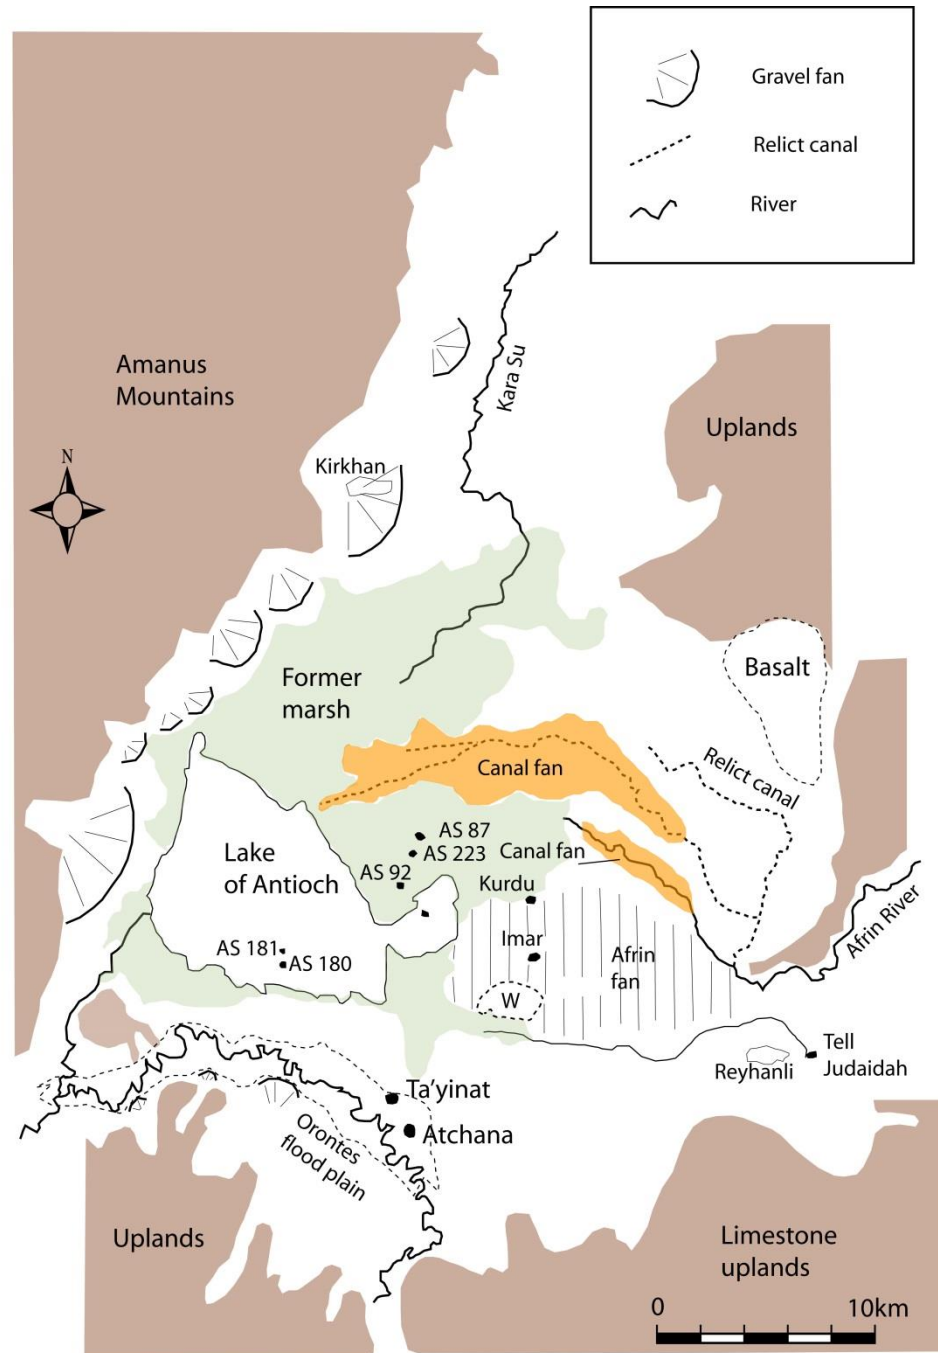 Gravel fan
Relict canal
River
Kara Su
Amanus
Mountains
Uplands
N
Kirkhan
Basalt
Former
marsh
Relict canal
Canal fan
AS 87
AS 223
Canal fan
AS 92
Lake
of Antioch
Kurdu
Afrin River
Imar
Afrin
fan
AS 181
AS 180
W
Tell
Judaidah
Reyhanli
Ta'yinat
Atchana
Orontes
flood plain
Uplands
Limestone
uplands
0 10km